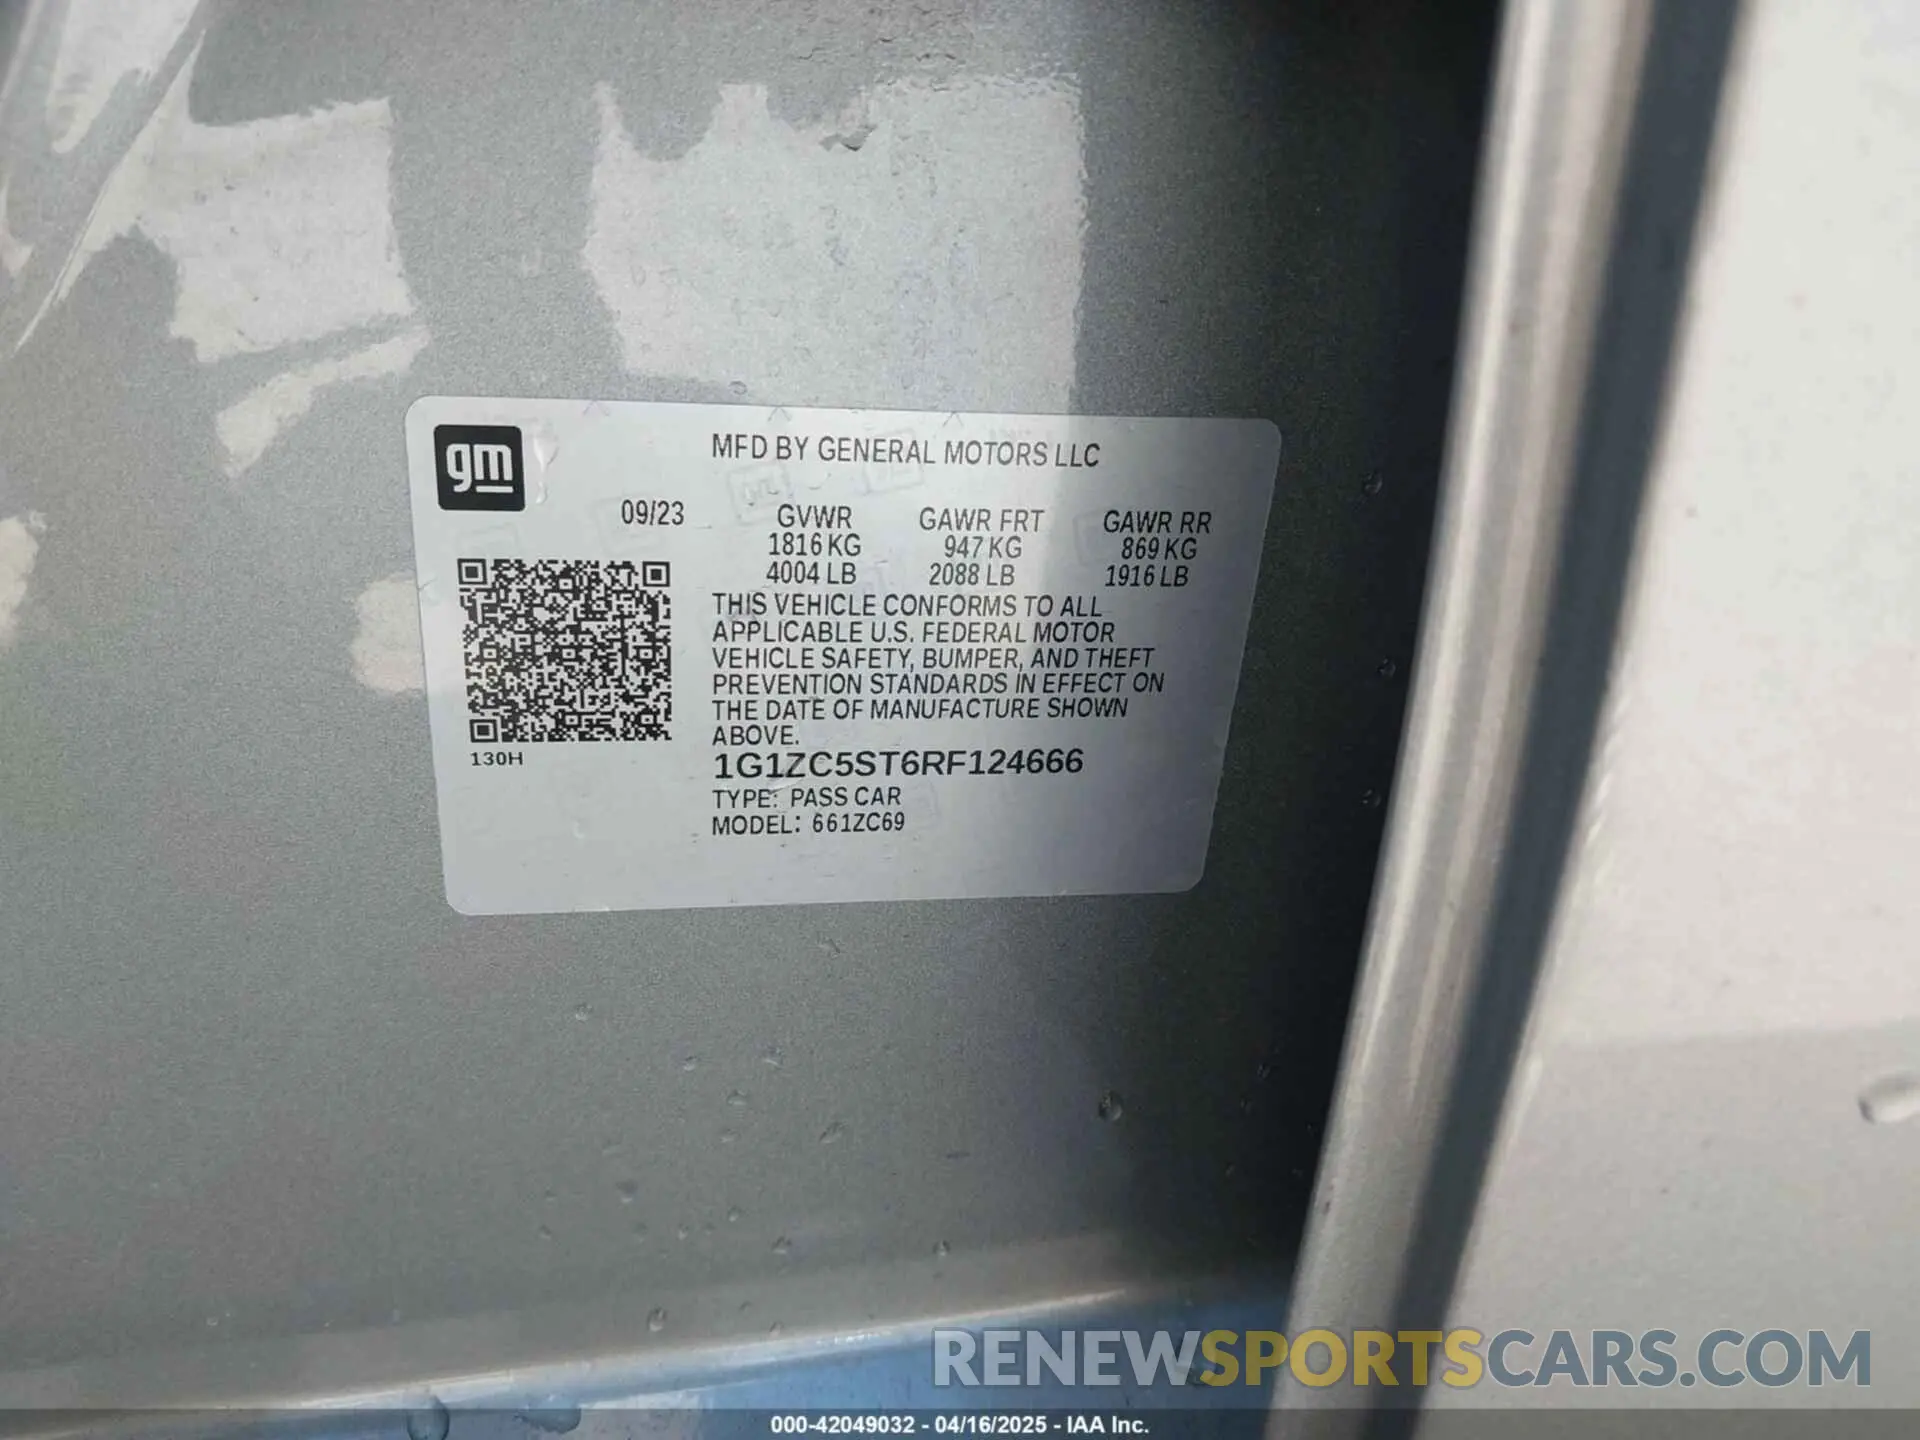 gm
MFD BY GENERAL MOTORS LLC
09/23 GVWR GAWR FRT GAWR RR
1816 KG 947 KG 869 KG
4004 LB 2088 LB 1916 LB
THIS VEHICLE CONFORMS TO ALL
APPLICABLE U.S. FEDERAL MOTOR
VEHICLE SAFETY, BUMPER, AND THEFT
PREVENTION STANDARDS IN EFFECT ON
THE DATE OF MANUFACTURE SHOWN
ABOVE.
130H
1G1ZC5ST6RF124666
TYPE: PASS CAR
MODEL: 661ZC69
RENEWSPORTSCARS.COM
000-42049032 - 04/16/2025 - IAA Inc.